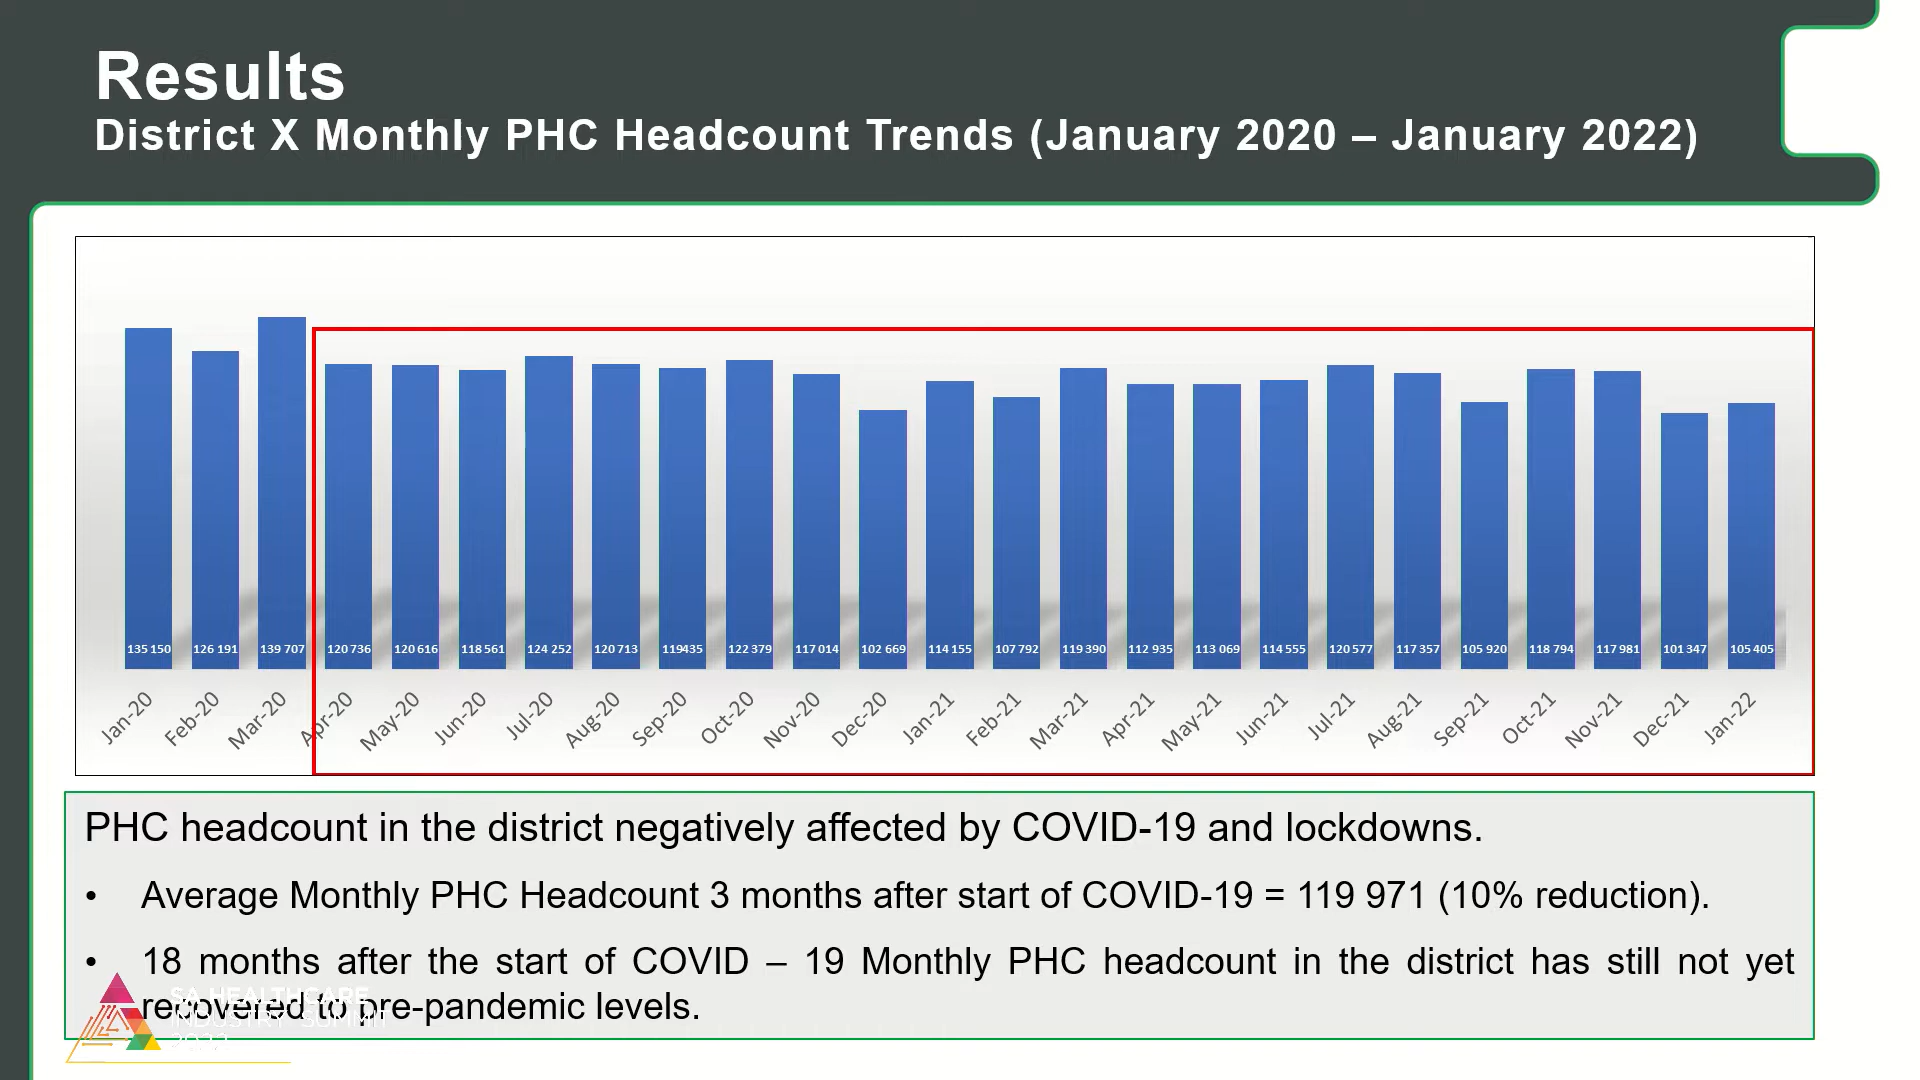 Results
District X Monthly PHC Headcount Trends (January 2020 – January 2022)
135 150 126 191 139 707 120 736 120 616 118 561 124 252 120 713 119435 122 379 117 014 102 669 114 155 107 792 119 390 112 935 113 069 114 555 120 577 117 357 105 920 118 794 117 981 101 347 105 405
Jan-20 Feb-20 Mar-20 Apr-20 May-20 Jun-20 Jul-20 Aug-20 Sep-20 Oct-20 Nov-20 Dec-20 Jan-21 Feb-21 Mar-21 Apr-21 May-21 Jun-21 Jul-21 Aug-21 Sep-21 Oct-21 Nov-21 Dec-21 Jan-22
PHC headcount in the district negatively affected by COVID-19 and lockdowns.
• Average Monthly PHC Headcount 3 months after start of COVID-19 = 119 971 (10% reduction).
• 18 months after the start of COVID – 19 Monthly PHC headcount in the district has still not yet
recovered to pre-pandemic levels.
SA HEALTHCARE
INDUSTRY SUMMIT
2022